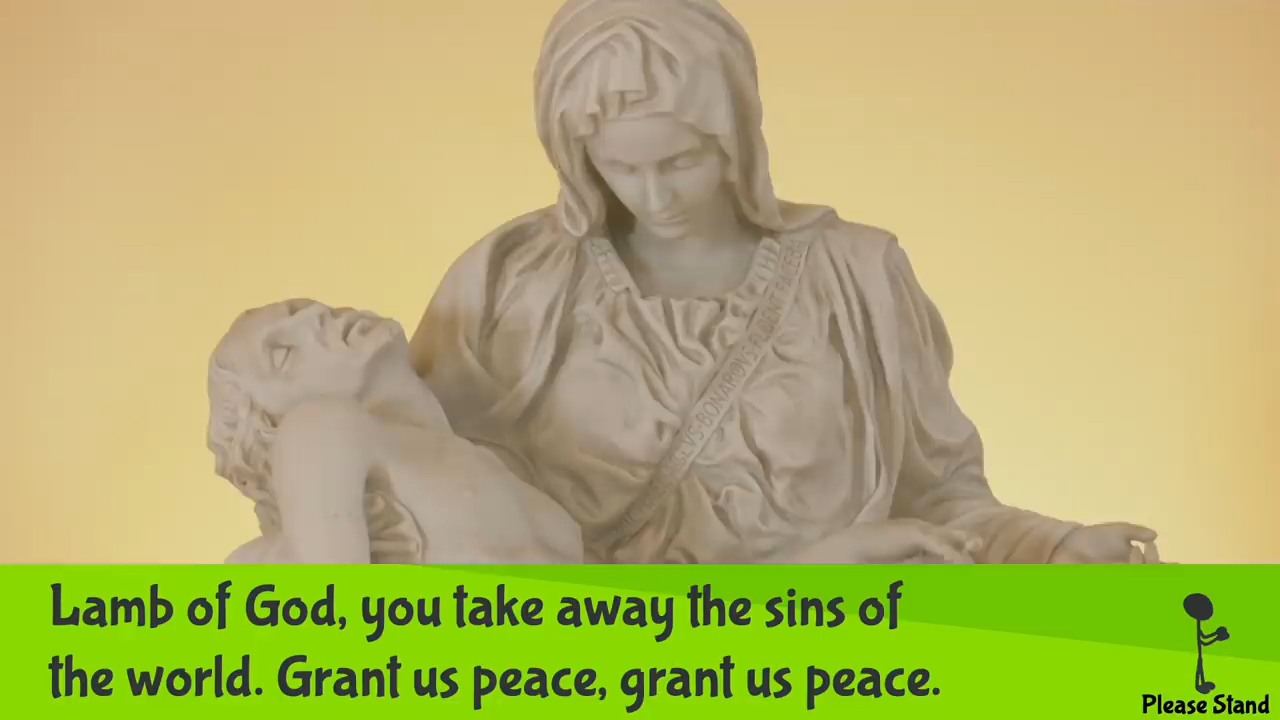 BONAROVS
Lamb of God, you take away the sins of
the world. Grant us peace, grant us peace.
Please Stand